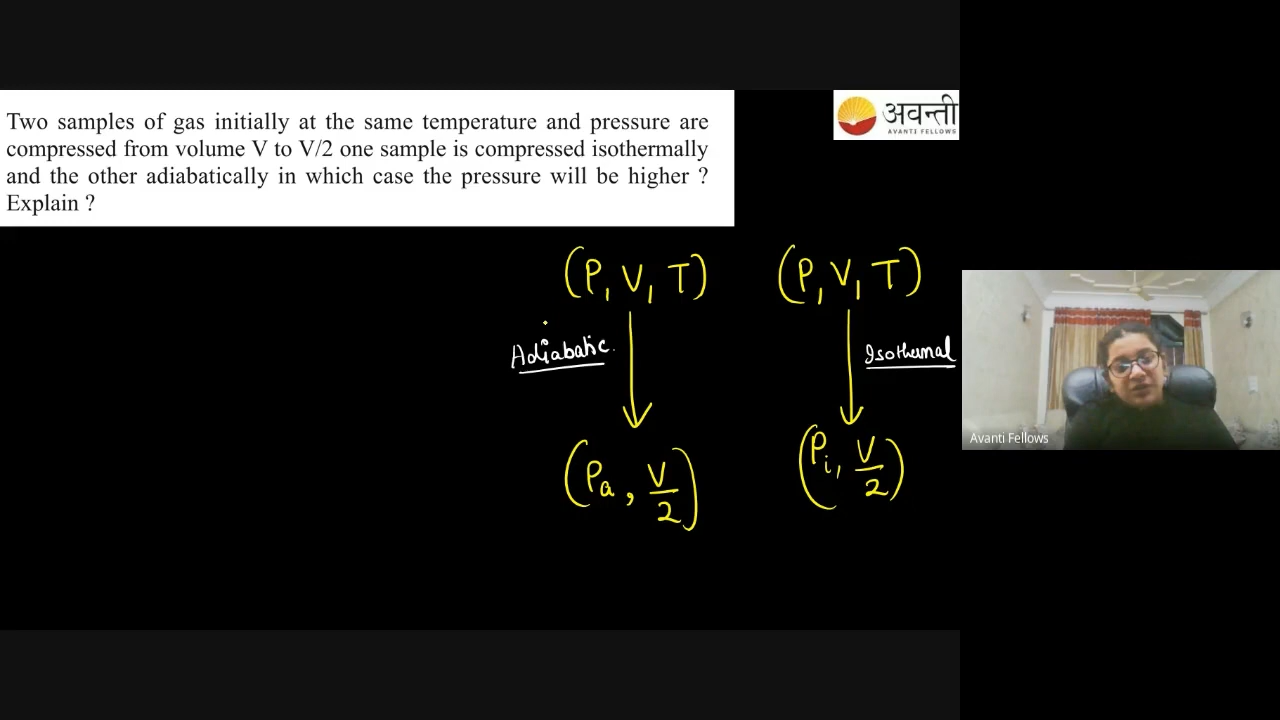 Two samples of gas initially at the same temperature and pressure are
compressed from volume V to V/2 one sample is compressed isothermally
and the other adiabatically in which case the pressure will be higher ?
Explain ?
अवन्ती
AVANTI FELLOWS
(P, V, T) (P, V, T)
Adiabatic. Isothermal
(Pₐ, V/2) (Pᵢ, V/2)
Avanti Fellows